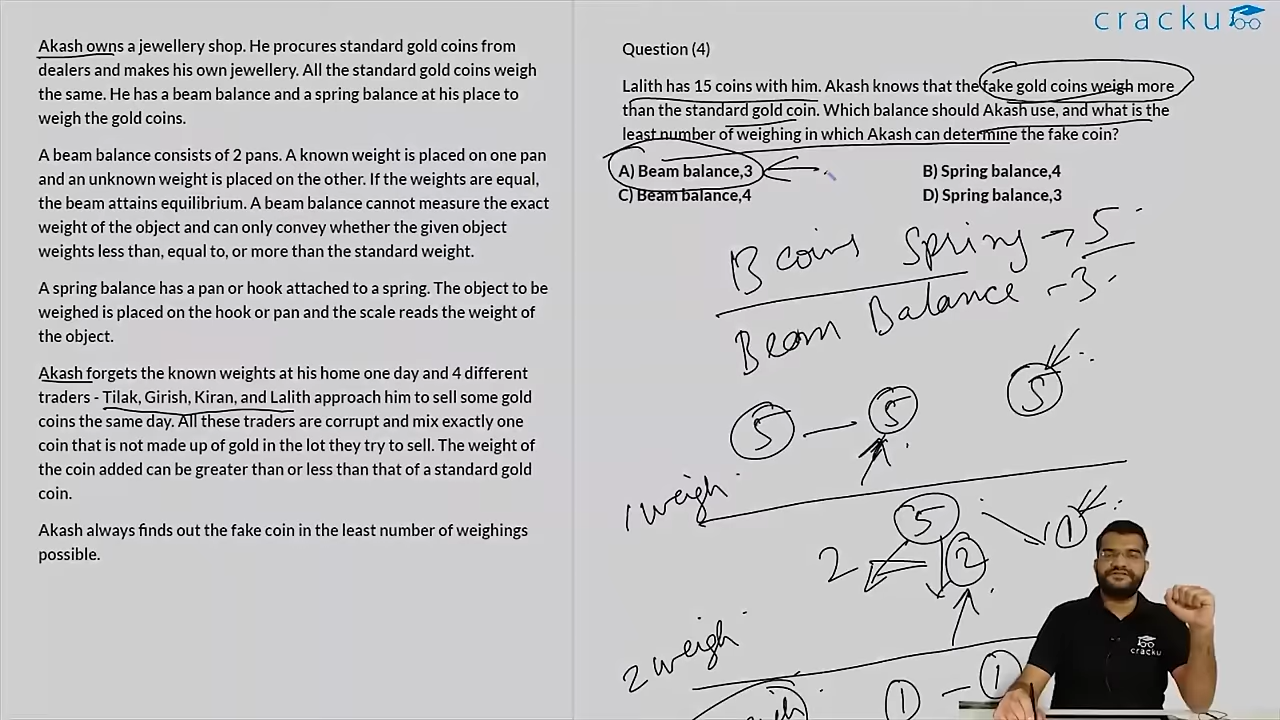 cracku
Akash owns a jewellery shop. He procures standard gold coins from
dealers and makes his own jewellery. All the standard gold coins weigh
the same. He has a beam balance and a spring balance at his place to
weigh the gold coins.
A beam balance consists of 2 pans. A known weight is placed on one pan
and an unknown weight is placed on the other. If the weights are equal,
the beam attains equilibrium. A beam balance cannot measure the exact
weight of the object and can only convey whether the given object
weights less than, equal to, or more than the standard weight.
A spring balance has a pan or hook attached to a spring. The object to be
weighed is placed on the hook or pan and the scale reads the weight of
the object.
Akash forgets the known weights at his home one day and 4 different
traders - Tilak, Girish, Kiran, and Lalith approach him to sell some gold
coins the same day. All these traders are corrupt and mix exactly one
coin that is not made up of gold in the lot they try to sell. The weight of
the coin added can be greater than or less than that of a standard gold
coin.
Akash always finds out the fake coin in the least number of weighings
possible.
Question (4)
Lalith has 15 coins with him. Akash knows that the fake gold coins weigh more
than the standard gold coin. Which balance should Akash use, and what is the
least number of weighing in which Akash can determine the fake coin?
A) Beam balance,3
B) Spring balance,4
C) Beam balance,4
D) Spring balance,3
coins Spring → 5
Beam Balance - 3
5 — 5
5
1 weigh
5
2
2
1
2 weigh
1 — 1
cracku